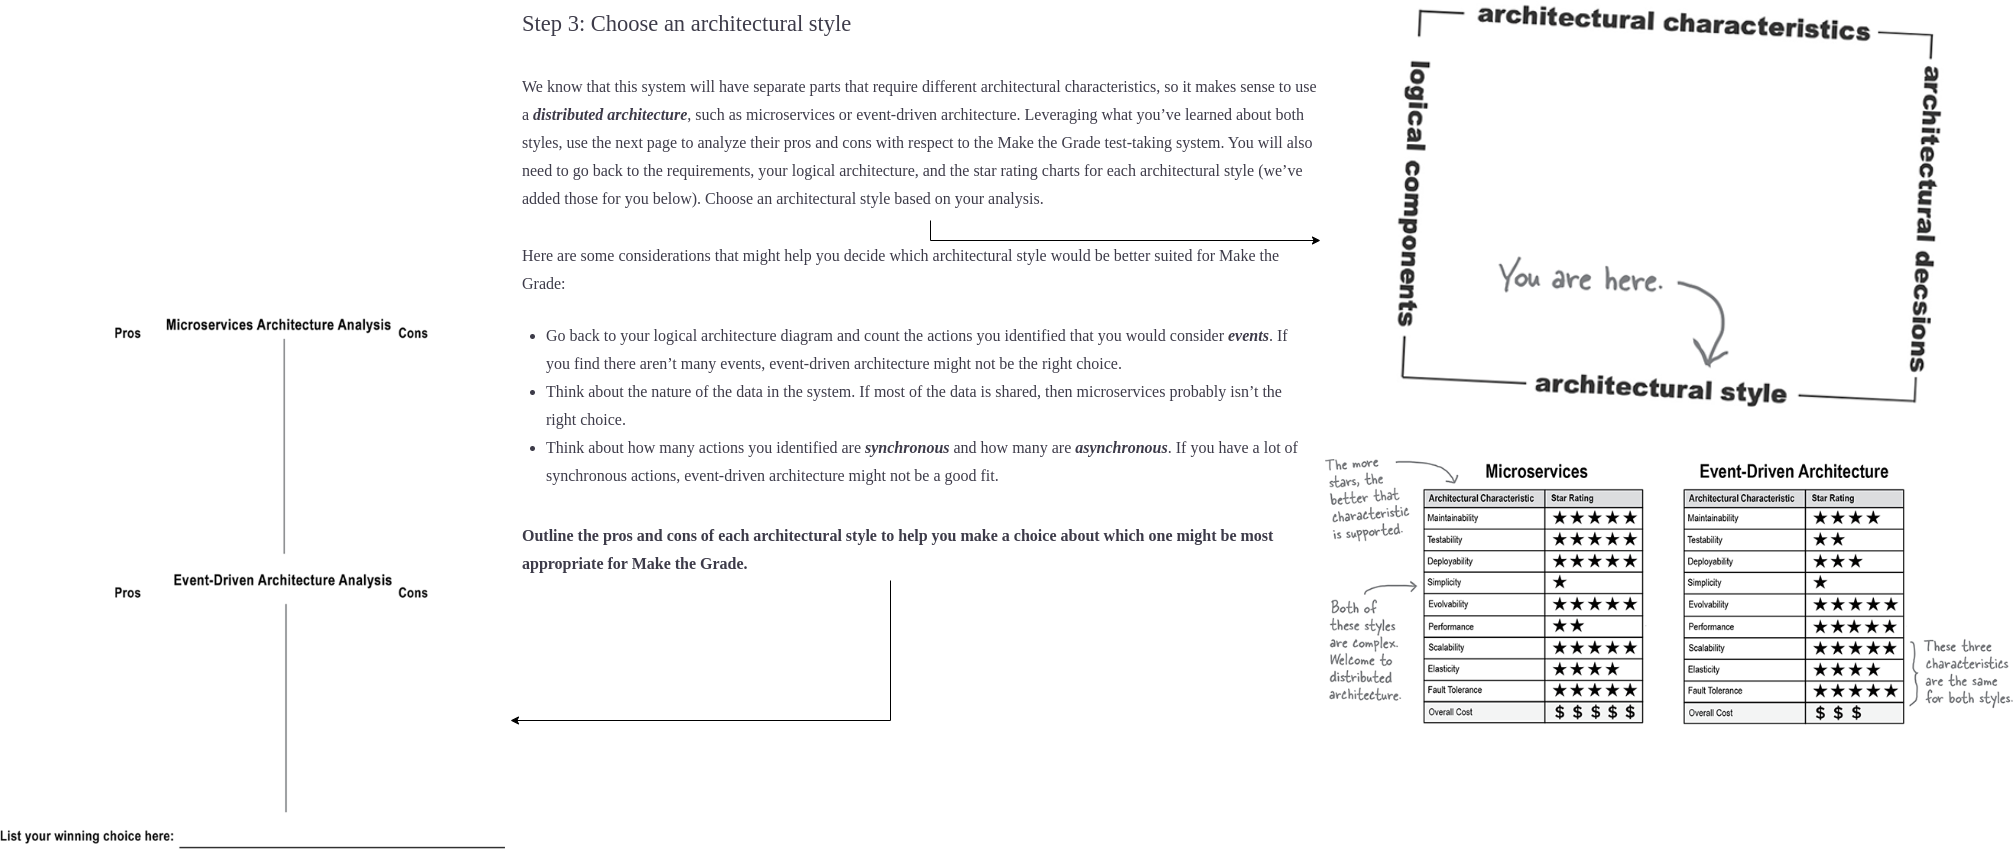 Step 3: Choose an architectural style
We know that this system will have separate parts that require different architectural characteristics, so it makes sense to use
a distributed architecture, such as microservices or event-driven architecture. Leveraging what you’ve learned about both
styles, use the next page to analyze their pros and cons with respect to the Make the Grade test-taking system. You will also
need to go back to the requirements, your logical architecture, and the star rating charts for each architectural style (we’ve
added those for you below). Choose an architectural style based on your analysis.
Here are some considerations that might help you decide which architectural style would be better suited for Make the
Grade:
• Go back to your logical architecture diagram and count the actions you identified that you would consider events. If
you find there aren’t many events, event-driven architecture might not be the right choice.
• Think about the nature of the data in the system. If most of the data is shared, then microservices probably isn’t the
right choice.
• Think about how many actions you identified are synchronous and how many are asynchronous. If you have a lot of
synchronous actions, event-driven architecture might not be a good fit.
Outline the pros and cons of each architectural style to help you make a choice about which one might be most
appropriate for Make the Grade.
Microservices Architecture Analysis
Pros
Cons
Event-Driven Architecture Analysis
Pros
Cons
List your winning choice here:
architectural characteristics
logical components
architectural decsions
You are here.
architectural style
The more
stars, the
better that
characteristic
is supported.
Both of
these styles
are complex.
Welcome to
distributed
architecture.
Microservices
Architectural Characteristic Star Rating
Maintainability ★★★★★
Testability ★★★★★
Deployability ★★★★★
Simplicity ★
Evolvability ★★★★★
Performance ★★
Scalability ★★★★★
Elasticity ★★★★
Fault Tolerance ★★★★★
Overall Cost $ $ $ $ $
Event-Driven Architecture
Architectural Characteristic Star Rating
Maintainability ★★★★
Testability ★★
Deployability ★★★
Simplicity ★
Evolvability ★★★★★
Performance ★★★★★
Scalability ★★★★★
Elasticity ★★★★
Fault Tolerance ★★★★★
Overall Cost $ $ $
These three
characteristics
are the same
for both styles.